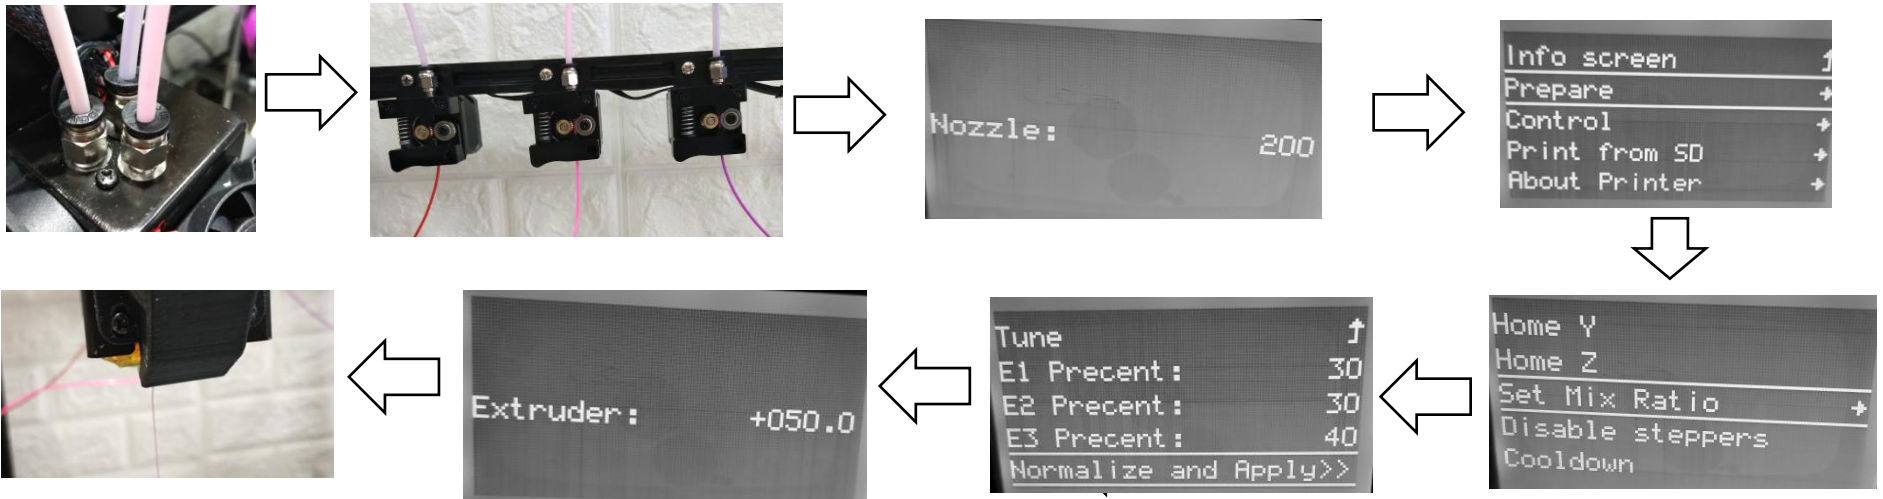 Nozzle: 200
Info screen
Prepare
Control
Print from SD
About Printer
Home Y
Home Z
Set Mix Ratio
Disable steppers
Cooldown
Tune
E1 Precent: 30
E2 Precent: 30
E3 Precent: 40
Normalize and Apply>>
Extruder: +050.0